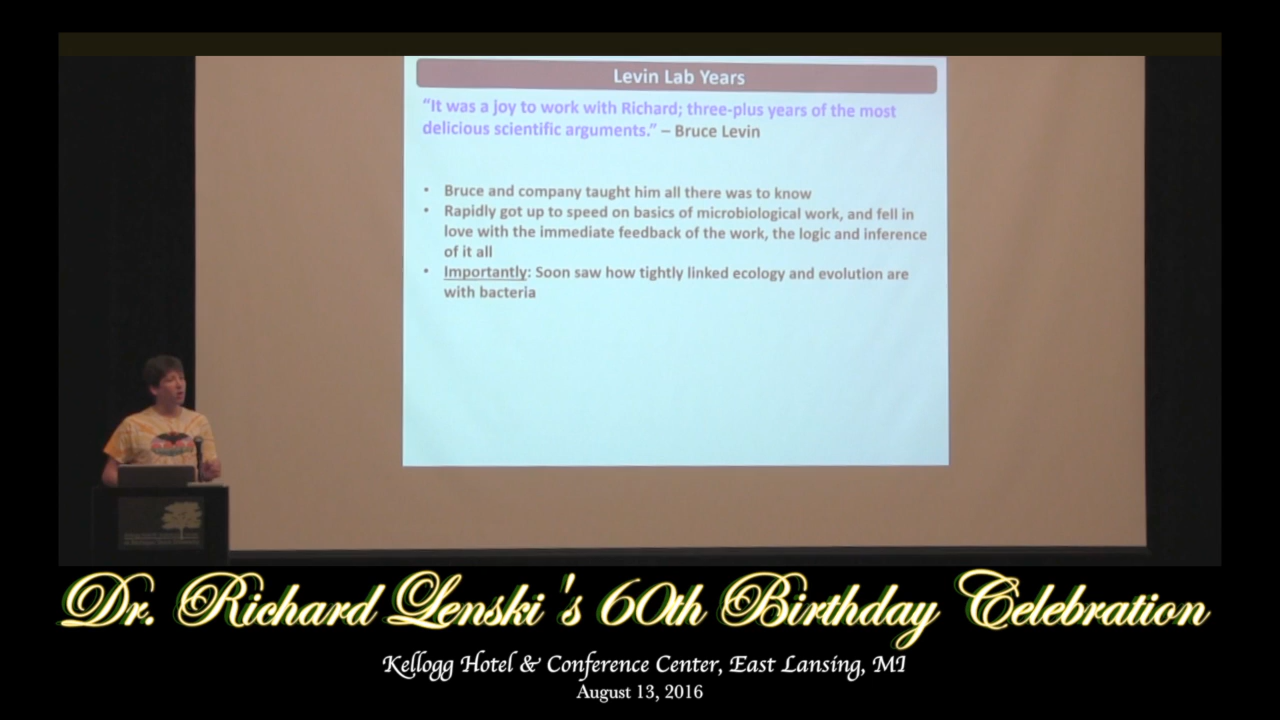 Levin Lab Years
“It was a joy to work with Richard; three-plus years of the most
delicious scientific arguments.” – Bruce Levin
• Bruce and company taught him all there was to know
• Rapidly got up to speed on basics of microbiological work, and fell in
love with the immediate feedback of the work, the logic and inference
of it all
• Importantly: Soon saw how tightly linked ecology and evolution are
with bacteria
Dr. Richard Lenski's 60th Birthday Celebration
Kellogg Hotel & Conference Center, East Lansing, MI
August 13, 2016